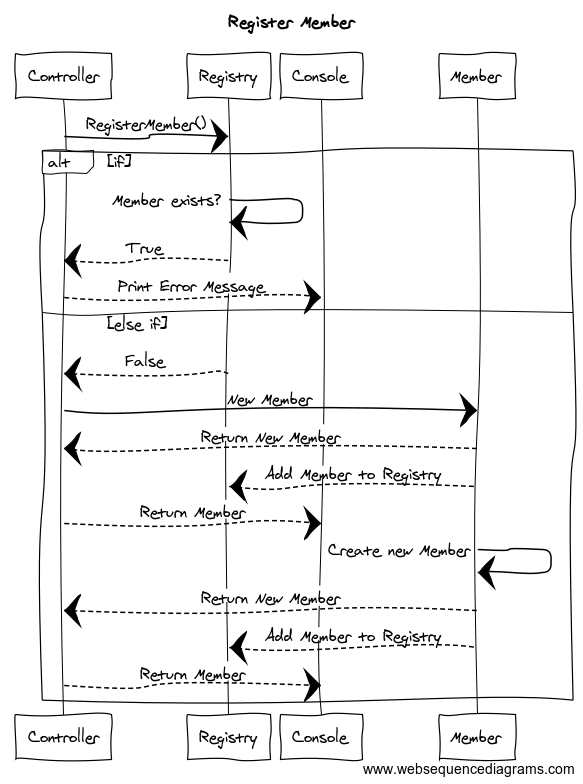 Register Member
Controller Registry Console Member
RegisterMember()
alt [if]
Member exists?
True
Print Error Message
[else if]
False
New Member
Return New Member
Add Member to Registry
Return Member
Create new Member
Return New Member
Add Member to Registry
Return Member
Controller Registry Console Member
www.websequencediagrams.com